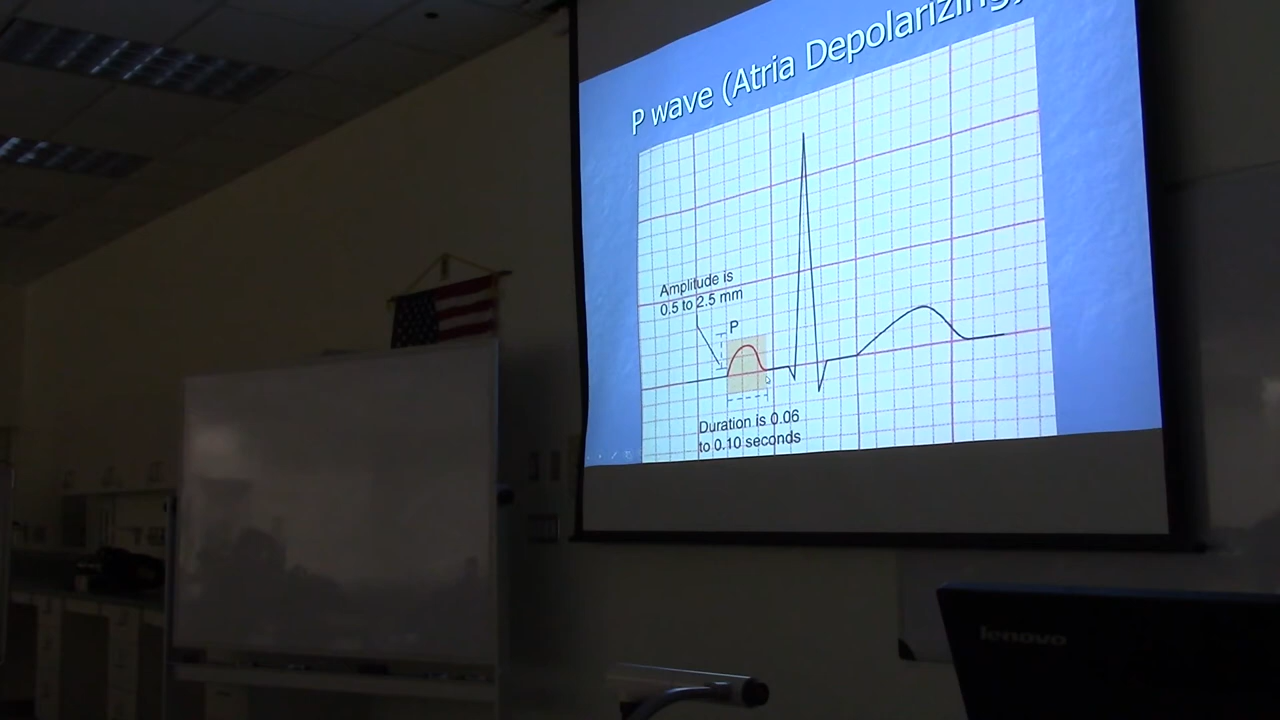 P wave (Atria Depolarizing)
Amplitude is
0.5 to 2.5 mm
P
Duration is 0.06
to 0.10 seconds
lenovo